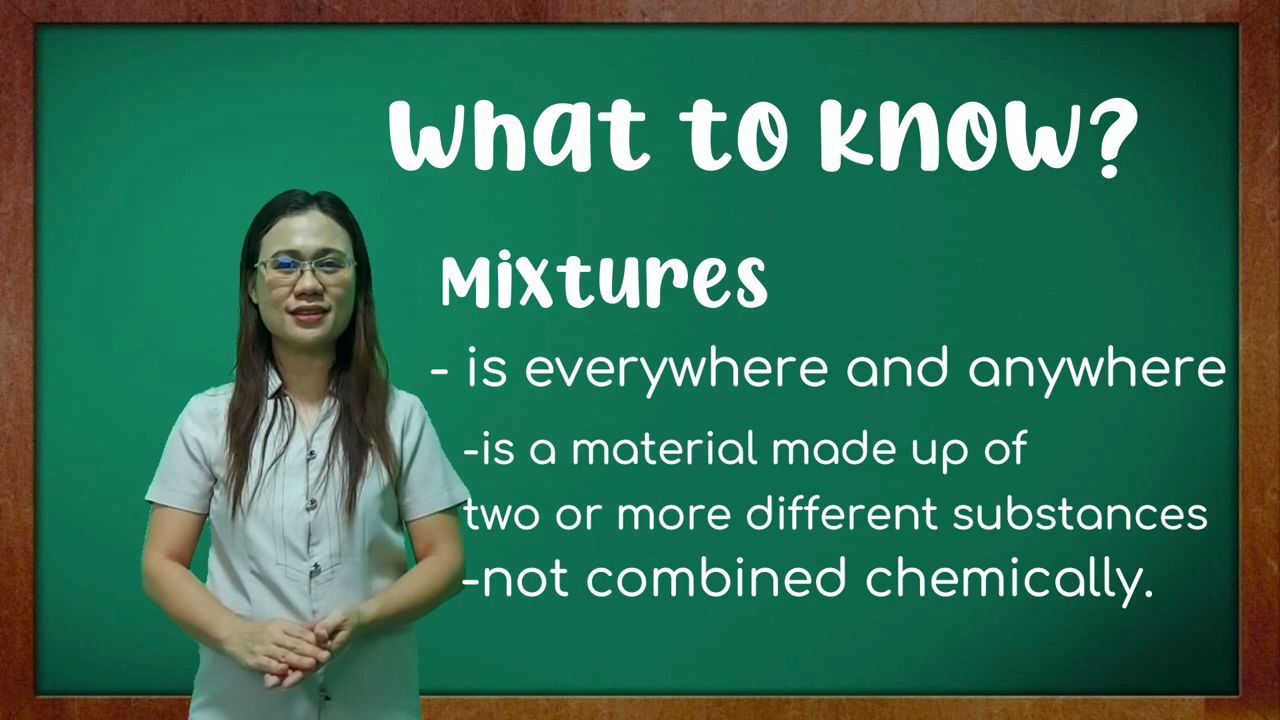 What to know?
Mixtures
- is everywhere and anywhere
-is a material made up of
two or more different substances
-not combined chemically.